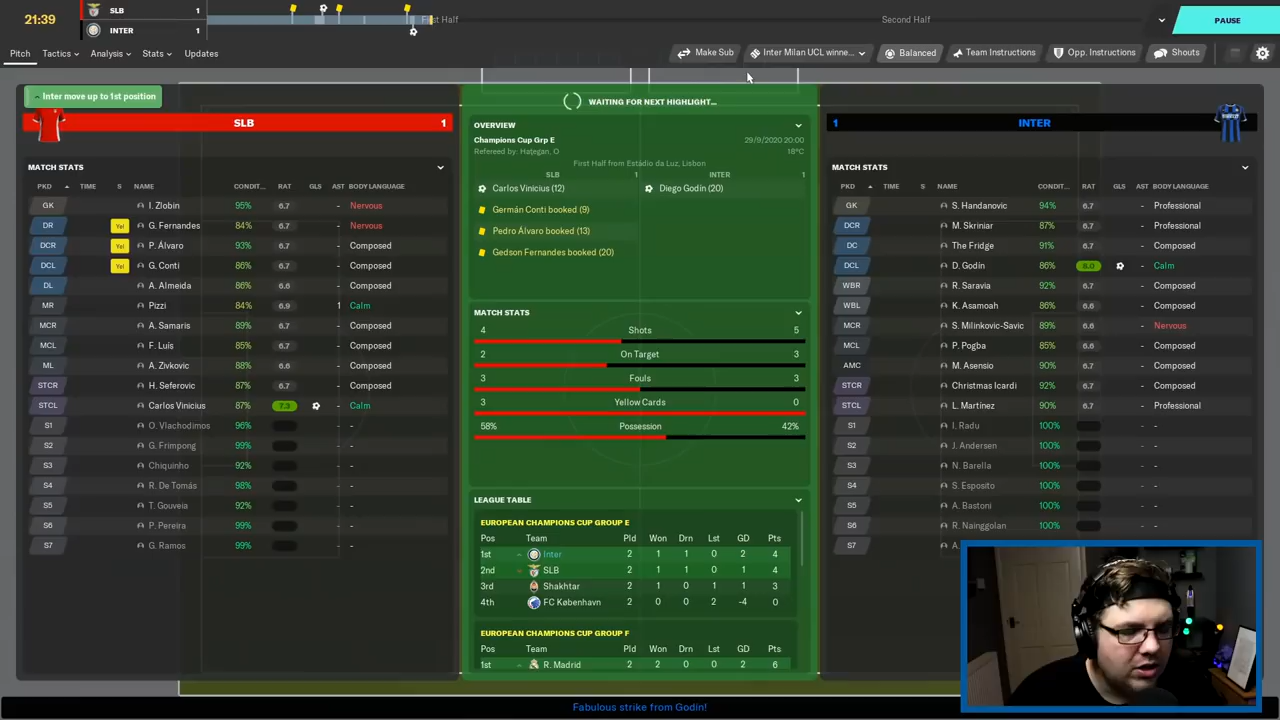 21:39
SLB 1
INTER 1
First Half
Second Half
PAUSE
Pitch Tactics Analysis Stats Updates
Make Sub Inter Milan UCL winne... Balanced Team Instructions Opp. Instructions Shouts
Inter move up to 1st position
SLB 1
MATCH STATS
PKD TIME S NAME CONDIT... RAT GLS AST BODY LANGUAGE
GK I. Zlobin 95% 6.7 - Nervous
DR Yel G. Fernandes 84% 6.7 - Nervous
DCR Yel P. Álvaro 93% 6.7 - Composed
DCL Yel G. Conti 86% 6.7 - Composed
DL A. Almeida 86% 6.6 - Composed
MR Pizzi 84% 6.9 1 Calm
MCR A. Samaris 89% 6.7 - Composed
MCL F. Luís 85% 6.7 - Composed
ML A. Zivkovic 88% 6.6 - Composed
STCR H. Seferovic 87% 6.7 - Composed
STCL Carlos Vinicius 87% 7.3 - Calm
S1 O. Vlachodimos 96% - -
S2 G. Frimpong 99% - -
S3 Chiquinho 92% - -
S4 R. De Tomás 98% - -
S5 T. Gouveia 92% - -
S6 P. Pereira 99% - -
S7 G. Ramos 99% - -
WAITING FOR NEXT HIGHLIGHT...
OVERVIEW
Champions Cup Grp E 29/9/2020 20:00
Refereed by: Hațegan, O 18°C
First Half from Estádio da Luz, Lisbon
SLB 1 INTER 1
Carlos Vinicius (12) Diego Godín (20)
Germán Conti booked (9)
Pedro Álvaro booked (13)
Gedson Fernandes booked (20)
MATCH STATS
4 Shots 5
2 On Target 3
3 Fouls 3
3 Yellow Cards 0
58% Possession 42%
LEAGUE TABLE
EUROPEAN CHAMPIONS CUP GROUP E
Pos Team Pld Won Drn Lst GD Pts
1st Inter 2 1 1 0 2 4
2nd SLB 2 1 1 0 1 4
3rd Shakhtar 2 1 0 1 1 3
4th FC København 2 0 0 2 -4 0
EUROPEAN CHAMPIONS CUP GROUP F
Pos Team Pld Won Drn Lst GD Pts
1st R. Madrid 2 2 0 0 2 6
1 INTER
MATCH STATS
PKD TIME S NAME CONDIT... RAT GLS AST BODY LANGUAGE
GK S. Handanovic 94% 6.7 - Professional
DCR M. Skriniar 87% 6.7 - Professional
DC The Fridge 91% 6.7 - Composed
DCL D. Godín 86% 8.0 - Calm
WBR R. Saravia 92% 6.7 - Composed
WBL K. Asamoah 86% 6.6 - Composed
MCR S. Milinkovic-Savic 89% 6.6 - Nervous
MCL P. Pogba 85% 6.6 - Composed
AMC M. Asensio 90% 6.7 - Composed
STCR Christmas Icardi 92% 6.7 - Composed
STCL L. Martínez 90% 6.7 - Professional
S1 I. Radu 100% - -
S2 J. Andersen 100% - -
S3 N. Barella 100% - -
S4 S. Esposito 100% - -
S5 A. Bastoni 100% - -
S6 R. Nainggolan 100% - -
S7 A.
Fabulous strike from Godín!